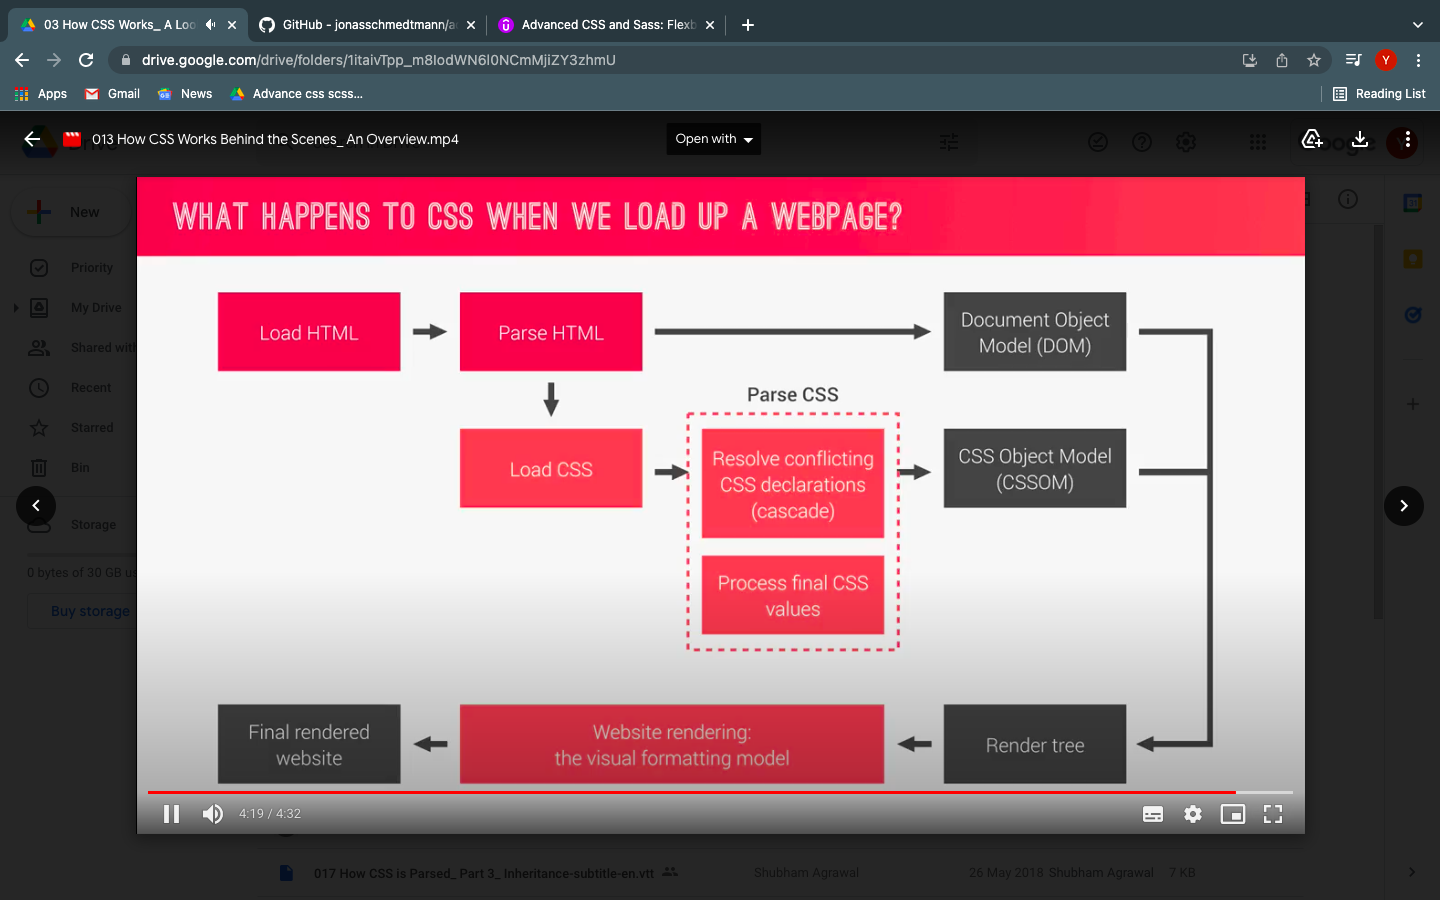 03 How CSS Works_ A Loo
GitHub - jonasschmedtmann/a
Advanced CSS and Sass: Flexb
drive.google.com/drive/folders/1itaivTpp_m8IodWN6I0NCmMjiZY3zhmU
Y
Apps
Gmail
News
Advance css scss...
Reading List
013 How CSS Works Behind the Scenes_ An Overview.mp4
Open with
New
Priority
My Drive
Shared with
Recent
Starred
Bin
Storage
0 bytes of 30 GB us
Buy storage
WHAT HAPPENS TO CSS WHEN WE LOAD UP A WEBPAGE?
Load HTML
Parse HTML
Document Object
Model (DOM)
Parse CSS
Load CSS
Resolve conflicting
CSS declarations
(cascade)
CSS Object Model
(CSSOM)
Process final CSS
values
Final rendered
website
Website rendering:
the visual formatting model
Render tree
4:19 / 4:32
017 How CSS is Parsed_ Part 3_ Inheritance-subtitle-en.vtt
Shubham Agrawal
26 May 2018 Shubham Agrawal
7 KB